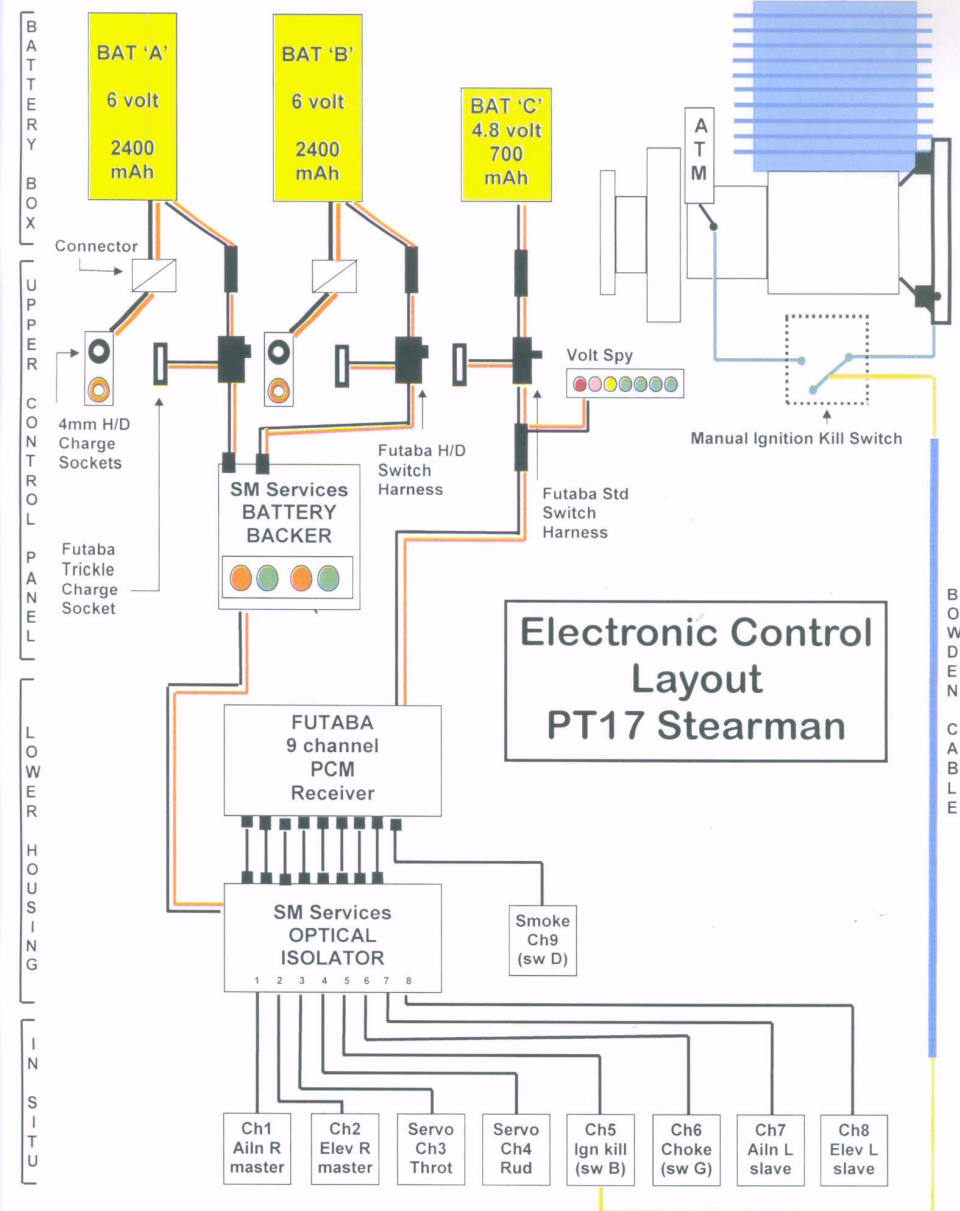 BATTERY BOX
BAT ‘A’
6 volt
2400
mAh
BAT ‘B’
6 volt
2400
mAh
BAT ‘C’
4.8 volt
700
mAh
ATM
UPPER CONTROL PANEL
Connector
4mm H/D
Charge
Sockets
Futaba
Trickle
Charge
Socket
Futaba H/D
Switch
Harness
Volt Spy
Futaba Std
Switch
Harness
Manual Ignition Kill Switch
SM Services
BATTERY
BACKER
Electronic Control
Layout
PT17 Stearman
BOWDEN CABLE
LOWER HOUSING
FUTABA
9 channel
PCM
Receiver
SM Services
OPTICAL
ISOLATOR
1 2 3 4 5 6 7 8
Smoke
Ch9
(sw D)
IN SITU
Ch1
Ailn R
master
Ch2
Elev R
master
Servo
Ch3
Throt
Servo
Ch4
Rud
Ch5
Ign kill
(sw B)
Ch6
Choke
(sw G)
Ch7
Ailn L
slave
Ch8
Elev L
slave